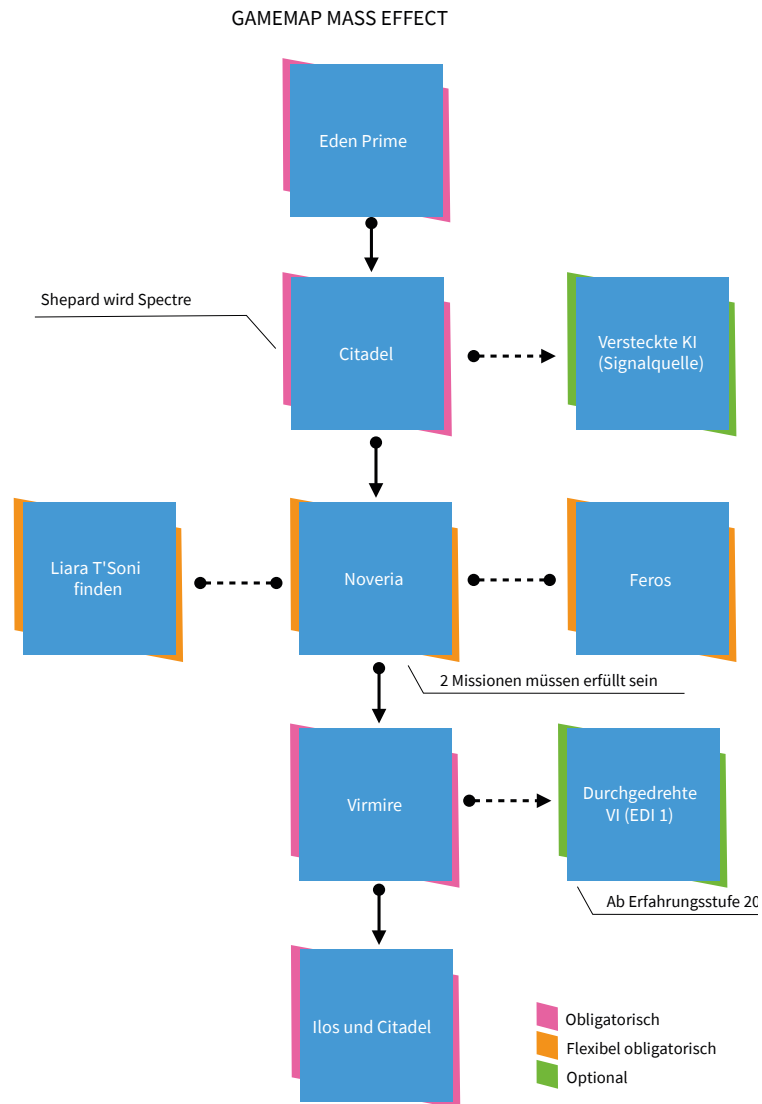 GAMEMAP MASS EFFECT
Eden Prime
Shepard wird Spectre
Citadel
Versteckte KI
(Signalquelle)
Liara T'Soni
finden
Noveria
Feros
2 Missionen müssen erfüllt sein
Virmire
Durchgedrehte
VI (EDI 1)
Ab Erfahrungsstufe 20
Ilos und Citadel
Obligatorisch
Flexibel obligatorisch
Optional